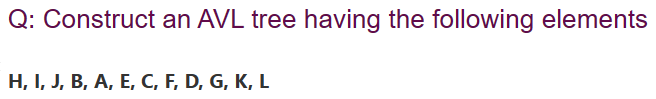 Q: Construct an AVL tree having the following elements
H, I, J, B, A, E, C, F, D, G, K, L